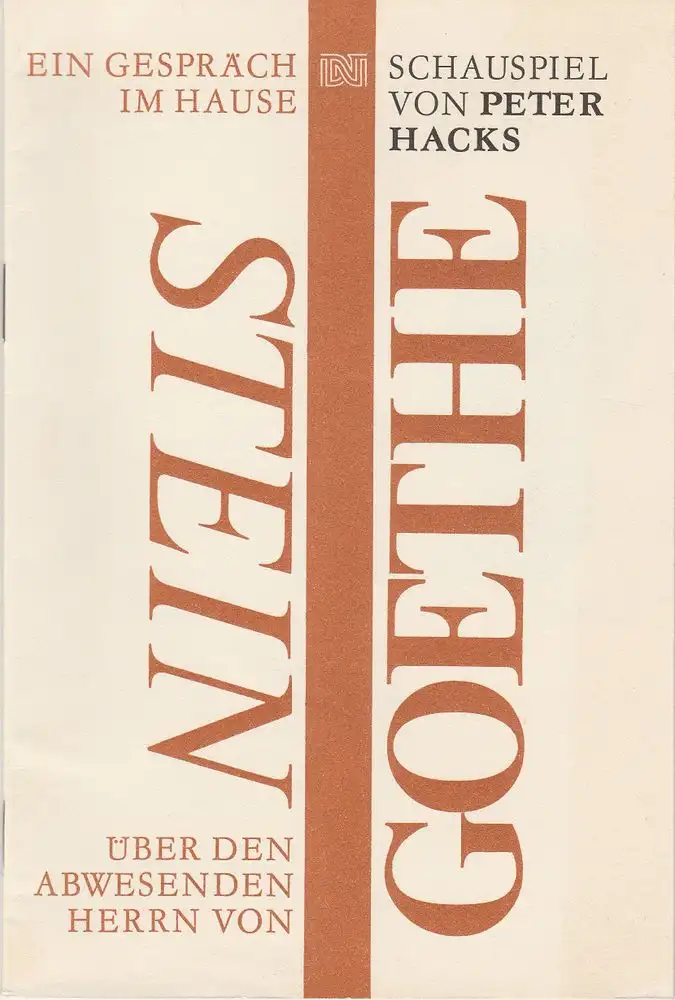 EIN GESPRÄCH
IM HAUSE
STEIN
ÜBER DEN
ABWESENDEN
HERRN VON
GOETHE
SCHAUSPIEL
VON PETER
HACKS